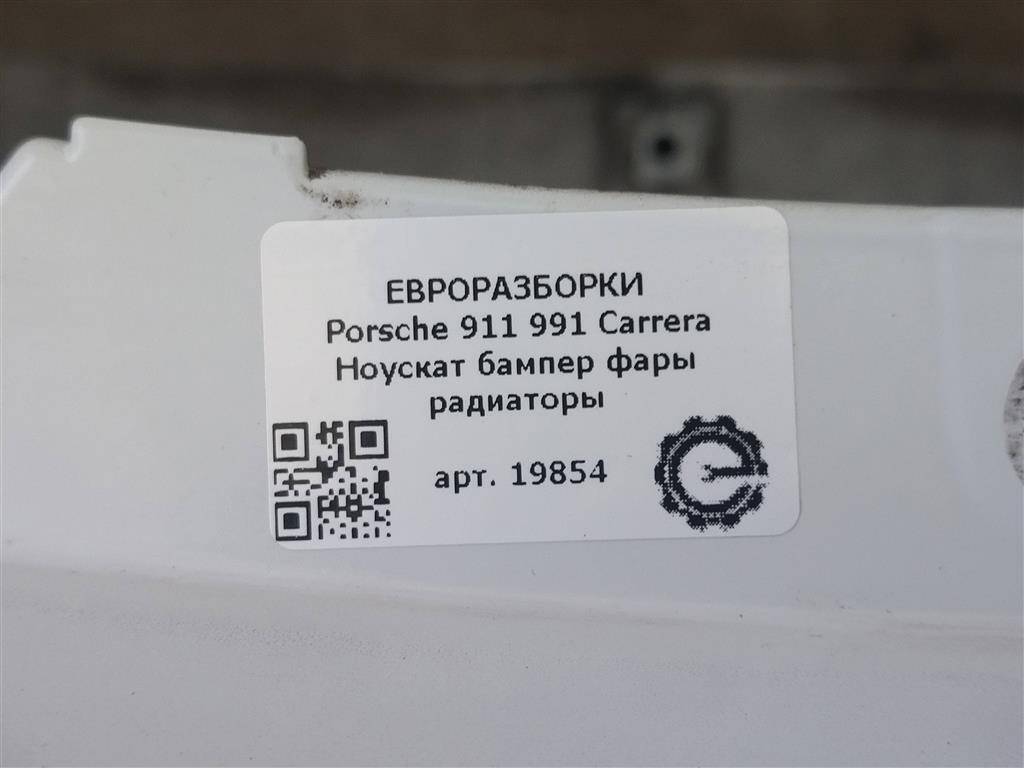 ЕВРОРАЗБОРКИ
Porsche 911 991 Carrera
Ноускат бампер фары
радиаторы
арт. 19854